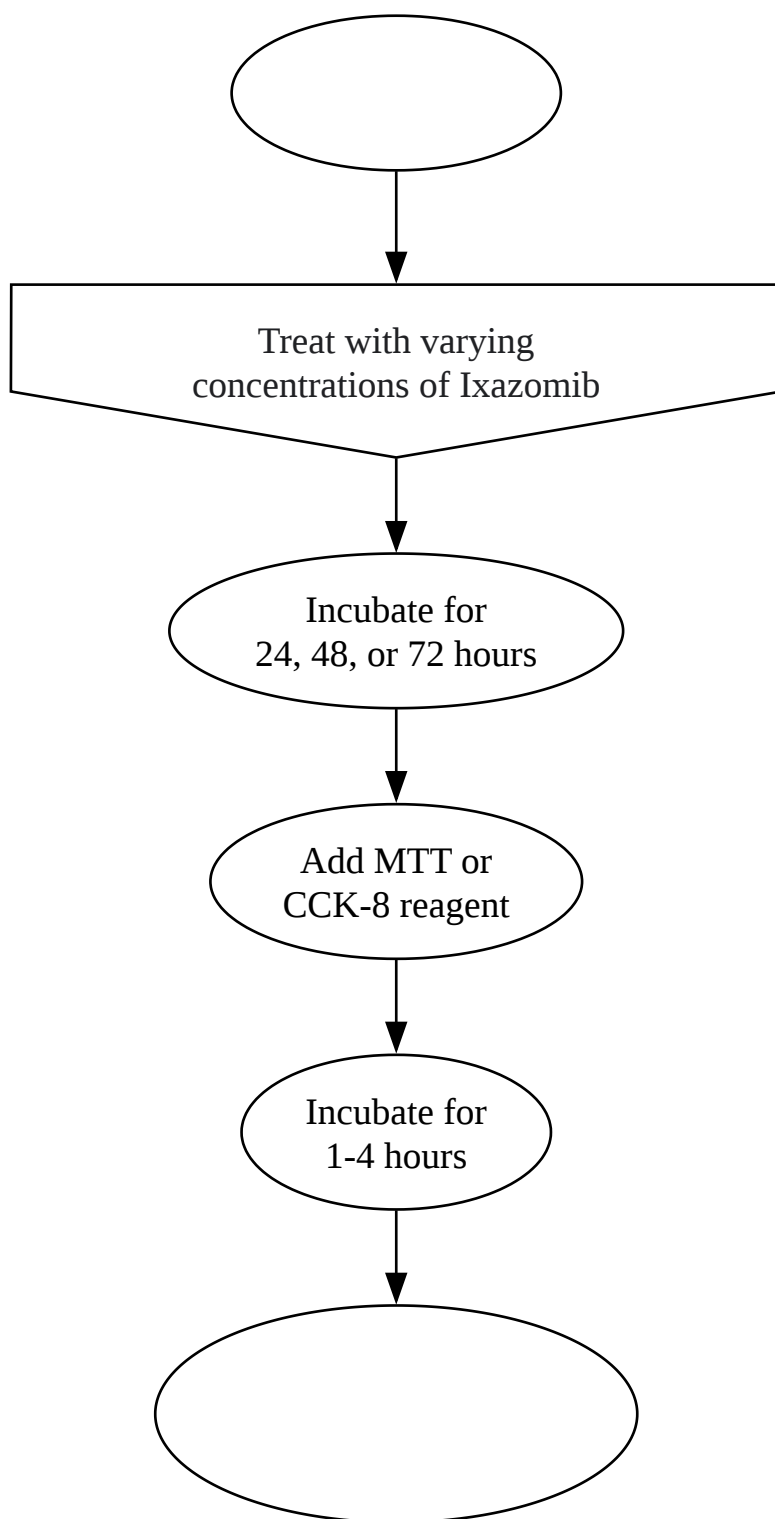 Treat with varying
concentrations of Ixazomib
Incubate for
24, 48, or 72 hours
Add MTT or
CCK-8 reagent
Incubate for
1-4 hours